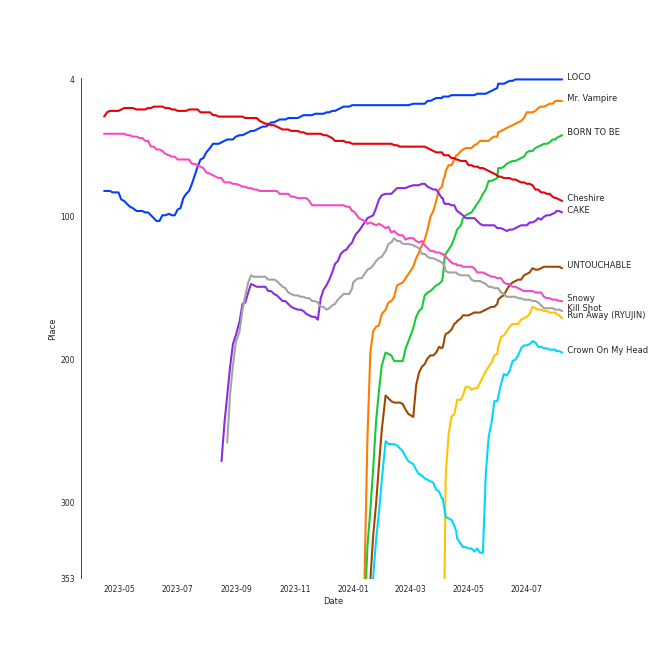 4
LOCO
Mr. Vampire
BORN TO BE
Cheshire
CAKE
100
UNTOUCHABLE
Snowy
Kill Shot
Run Away (RYUJIN)
Place
Crown On My Head
200
300
353
2023-05 2023-07 2023-09 2023-11 2024-01 2024-03 2024-05 2024-07
Date